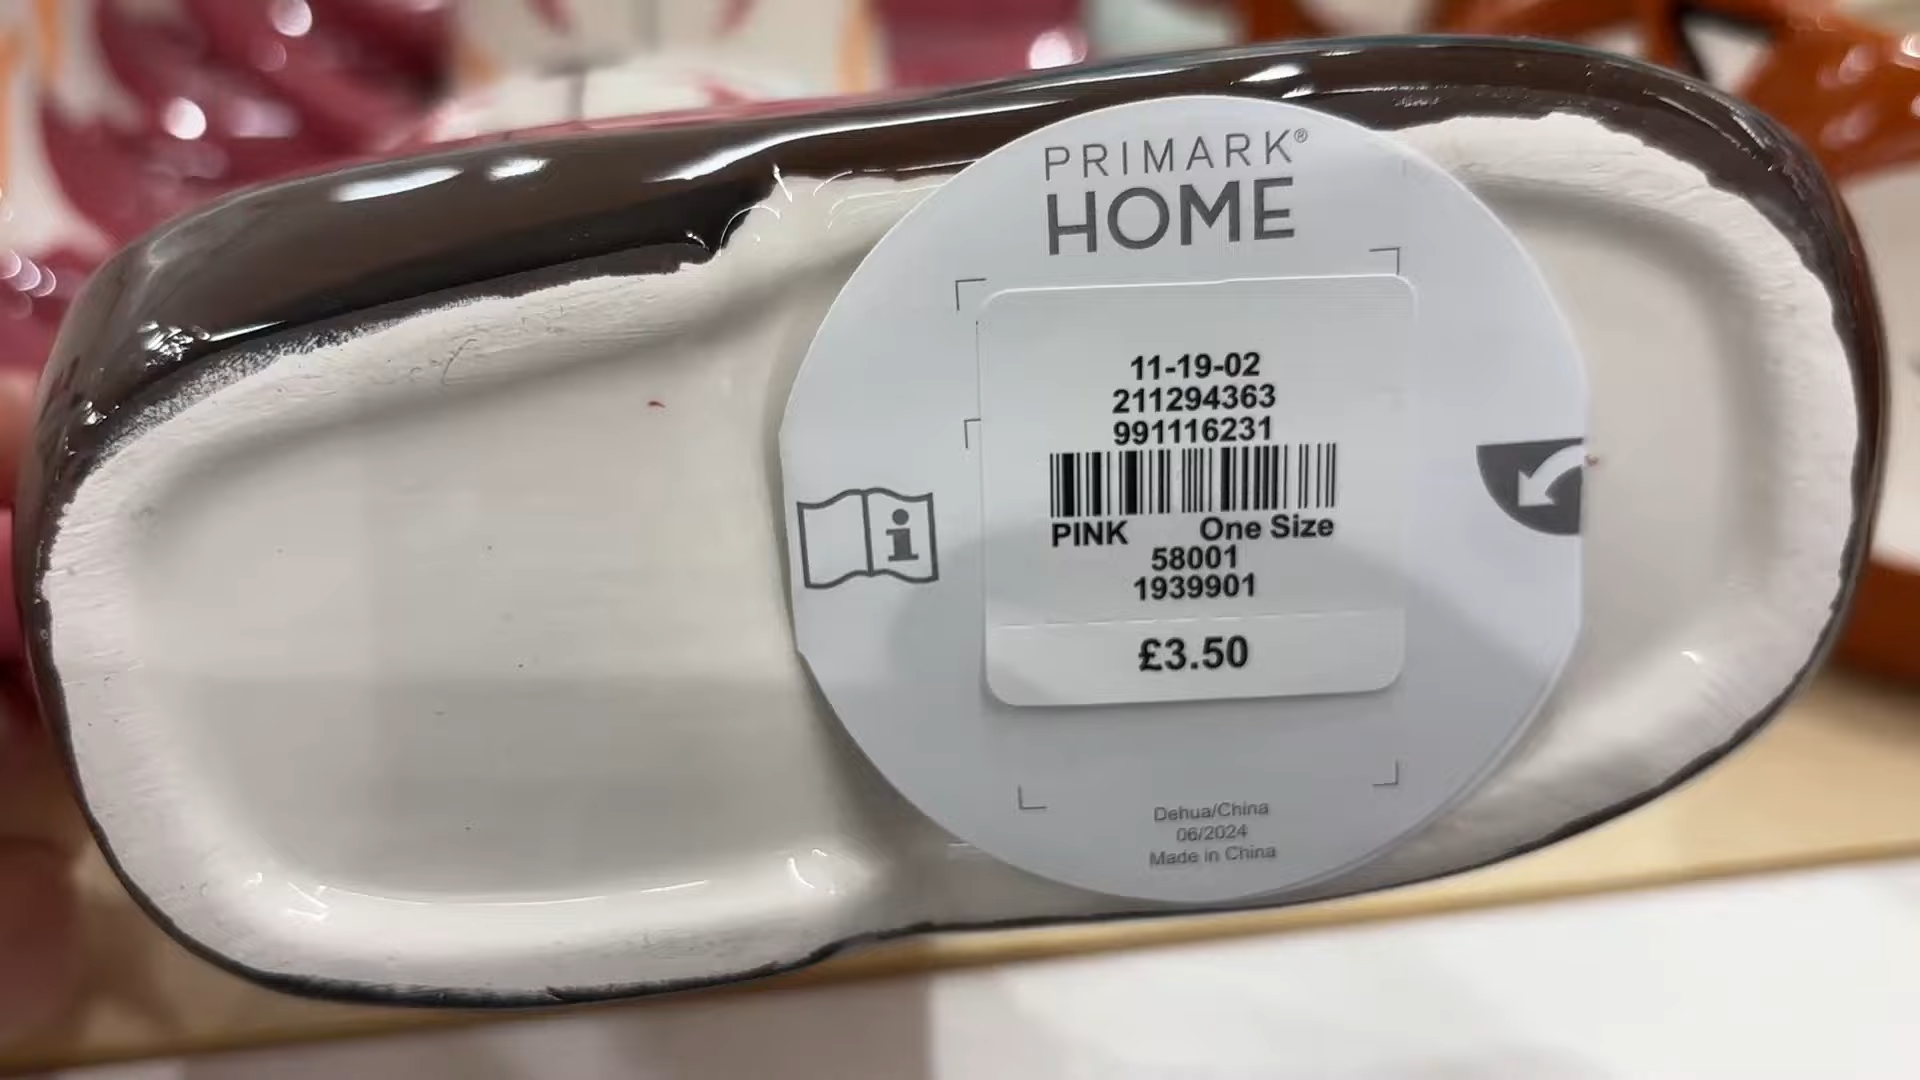 PRIMARK®
HOME
11-19-02
211294363
991116231
PINK One Size
58001
1939901
£3.50
Dehua/China
06/2024
Made in China